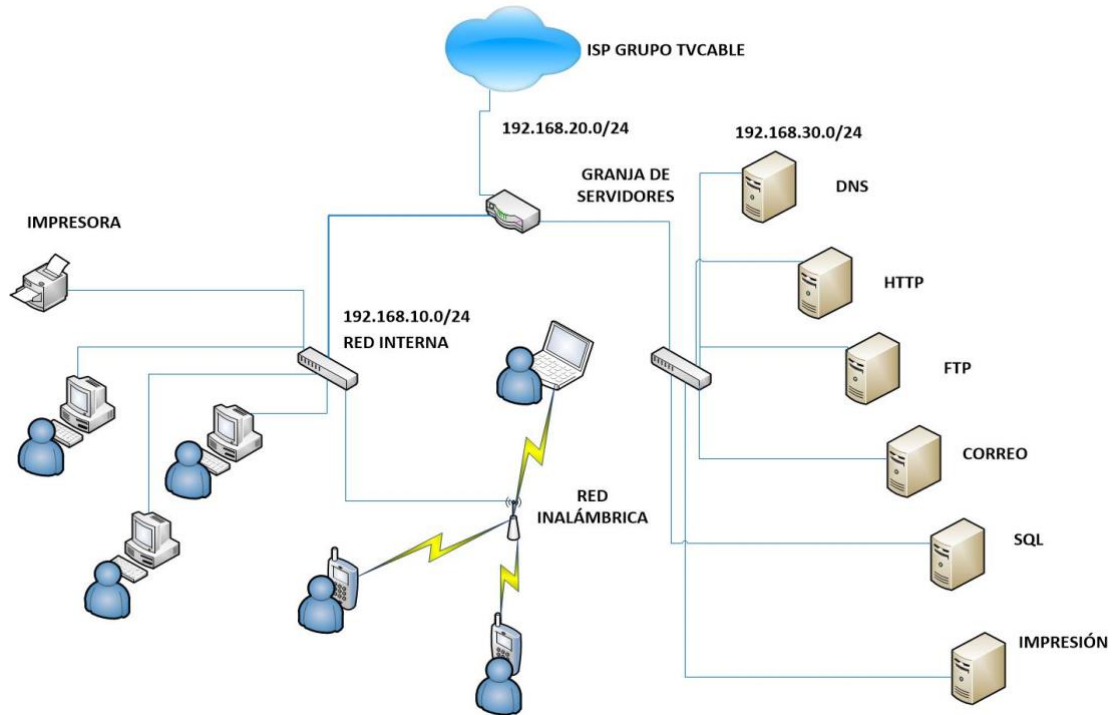 ISP GRUPO TVCABLE
192.168.20.0/24
192.168.30.0/24
GRANJA DE
SERVIDORES
DNS
IMPRESORA
HTTP
192.168.10.0/24
RED INTERNA
FTP
CORREO
RED
INALÁMBRICA
SQL
IMPRESIÓN